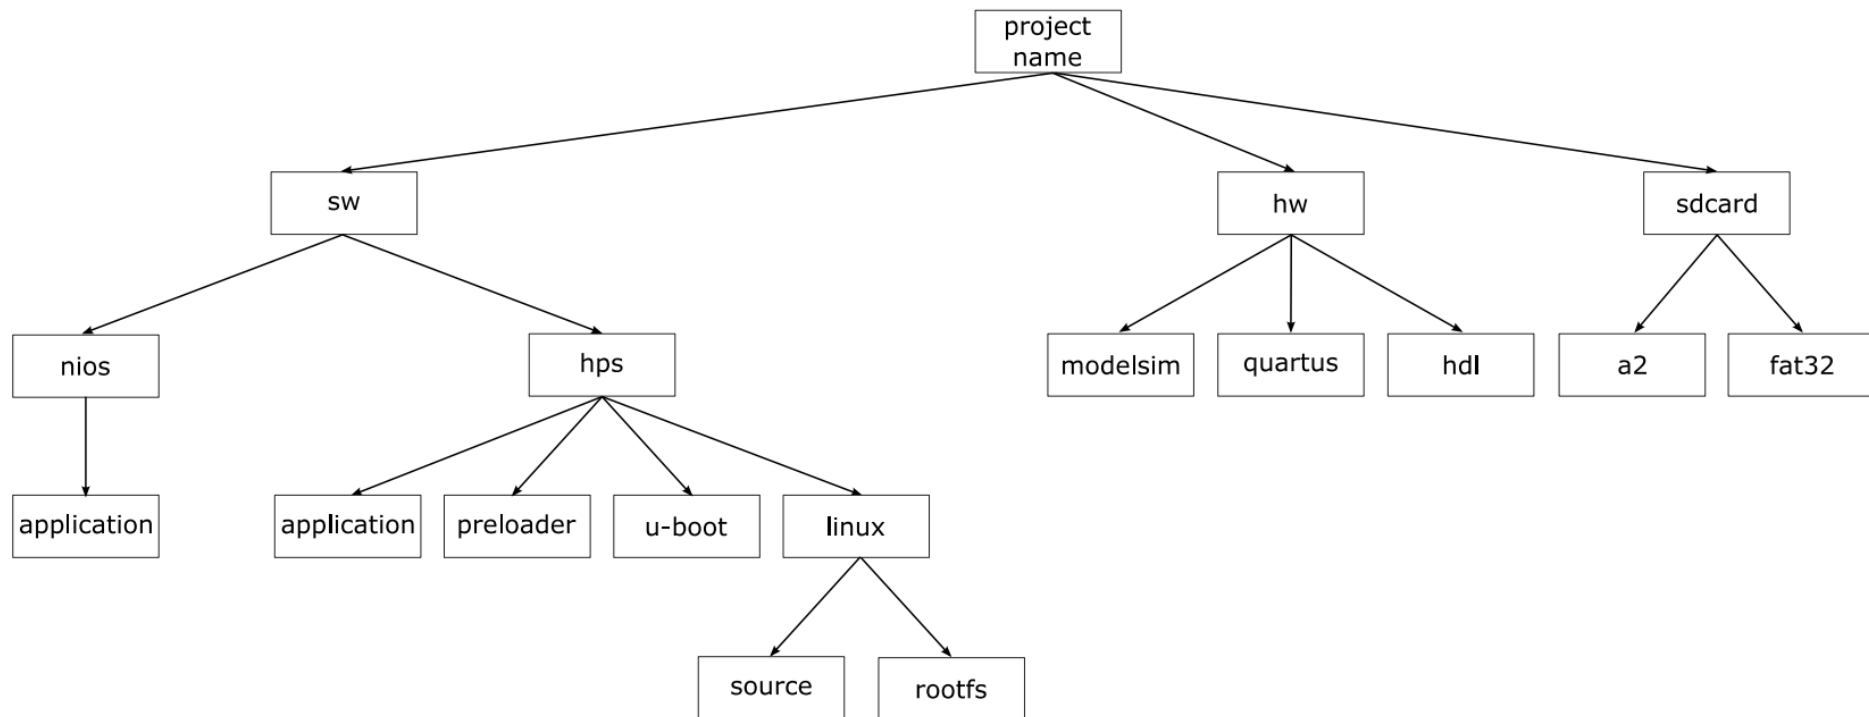 project
name
sw
hw
sdcard
nios
hps
modelsim
quartus
hdl
a2
fat32
application
application
preloader
u-boot
linux
source
rootfs